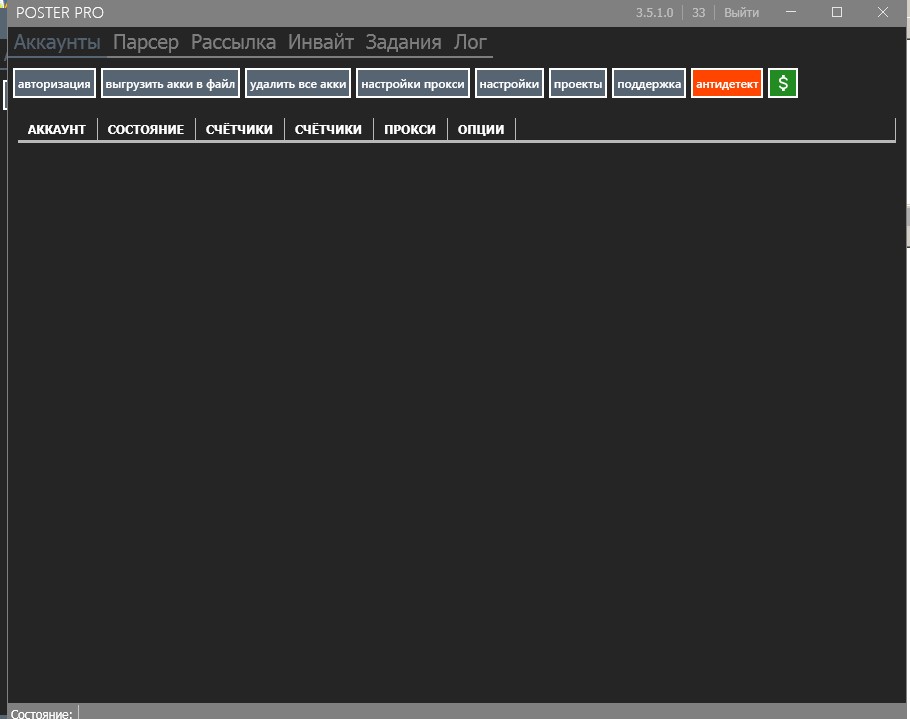 POSTER PRO 3.5.1.0 33 Выйти
Аккаунты Парсер Рассылка Инвайт Задания Лог
авторизация выгрузить акки в файл удалить все акки настройки прокси настройки проекты поддержка антидетект $
АККАУНТ СОСТОЯНИЕ СЧЁТЧИКИ СЧЁТЧИКИ ПРОКСИ ОПЦИИ
Состояние: